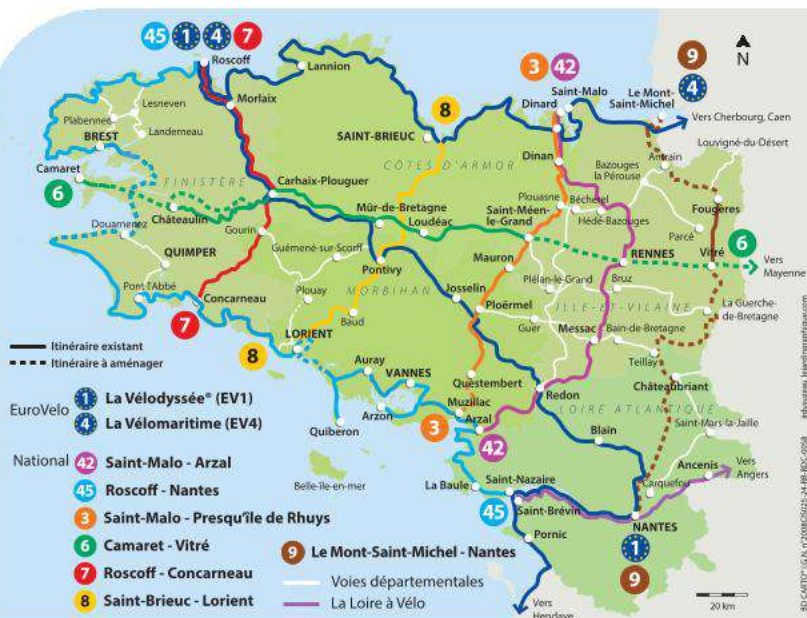 45 1 4 7
Roscoff
Lannion
Lesneven
Morlaix
Plabennec
Landerneau
BREST
Camaret
6
FINISTÈRE
Châteaulin
Carhaix-Plouguer
Douarnenez
QUIMPER
Gourin
Pont l'Abbé
Concarneau
7
8
SAINT-BRIEUC
CÔTES D'ARMOR
Mûr-de-Bretagne
Loudéac
Guémené-sur-Scorff
Pontivy
MORBIHAN
Plouay
Baud
LORIENT
8
Auray
VANNES
Arzon
Quiberon
Belle-île-en-mer
3 42
Saint-Malo
Dinard
Dinan
9
4
Le Mont-
Saint-Michel
N
Vers Cherbourg, Caen
Louvigné-du-Désert
Antrain
Bazouges
la Pérouse
Fougères
Plouasne
Bécherel
Hédé-Bazouges
Parcé
Saint-Méen-
le-Grand
RENNES
Vitré
6
Vers
Mayenne
Mauron
Plélan-le-Grand
Bruz
Josselin
Ploërmel
ILLE-ET-VILAINE
La Guerche-
de-Bretagne
Guer
Messac
Bain-de-Bretagne
Teillay
Questembert
Redon
Châteaubriant
Muzillac
LOIRE ATLANTIQUE
Arzal
3
42
Saint-Mars-la-Jaille
Blain
Vers
Angers
Ancenis
Carquefou
La Baule
Saint-Nazaire
45
Saint-Brévin
Pornic
NANTES
1
9
Vers
Hendaye
20 km
Itinéraire existant
Itinéraire à aménager
EuroVelo
1 La Vélodyssée® (EV1)
4 La Vélomaritime (EV4)
National
42 Saint-Malo - Arzal
45 Roscoff - Nantes
3 Saint-Malo - Presqu'île de Rhuys
6 Camaret - Vitré
7 Roscoff - Concarneau
8 Saint-Brieuc - Lorient
9 Le Mont-Saint-Michel - Nantes
Voies départementales
La Loire à Vélo